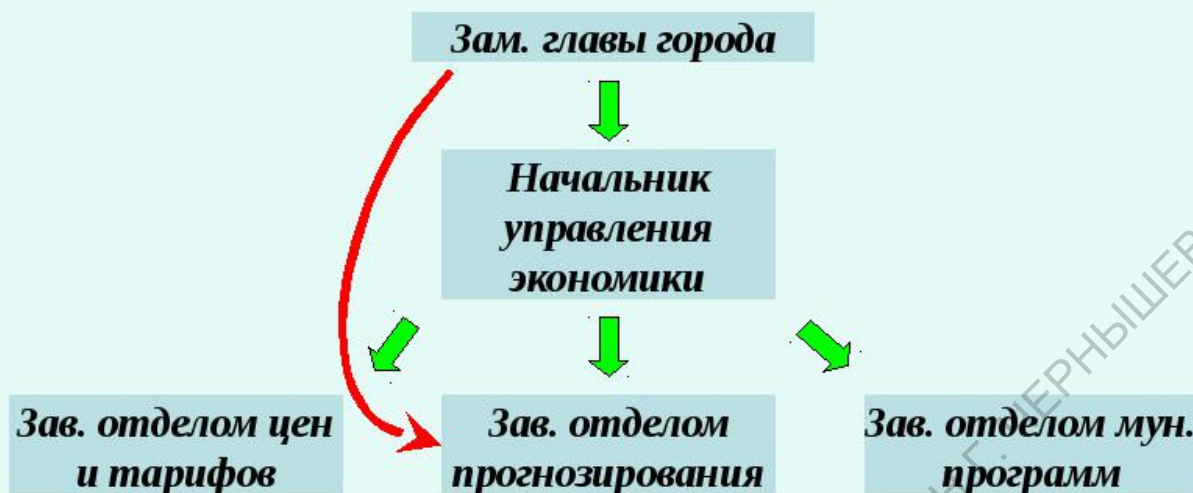 Зам. главы города
Начальник
управления
экономики
Зав. отделом цен
и тарифов
Зав. отделом
прогнозирования
Зав. отделом мун.
программ